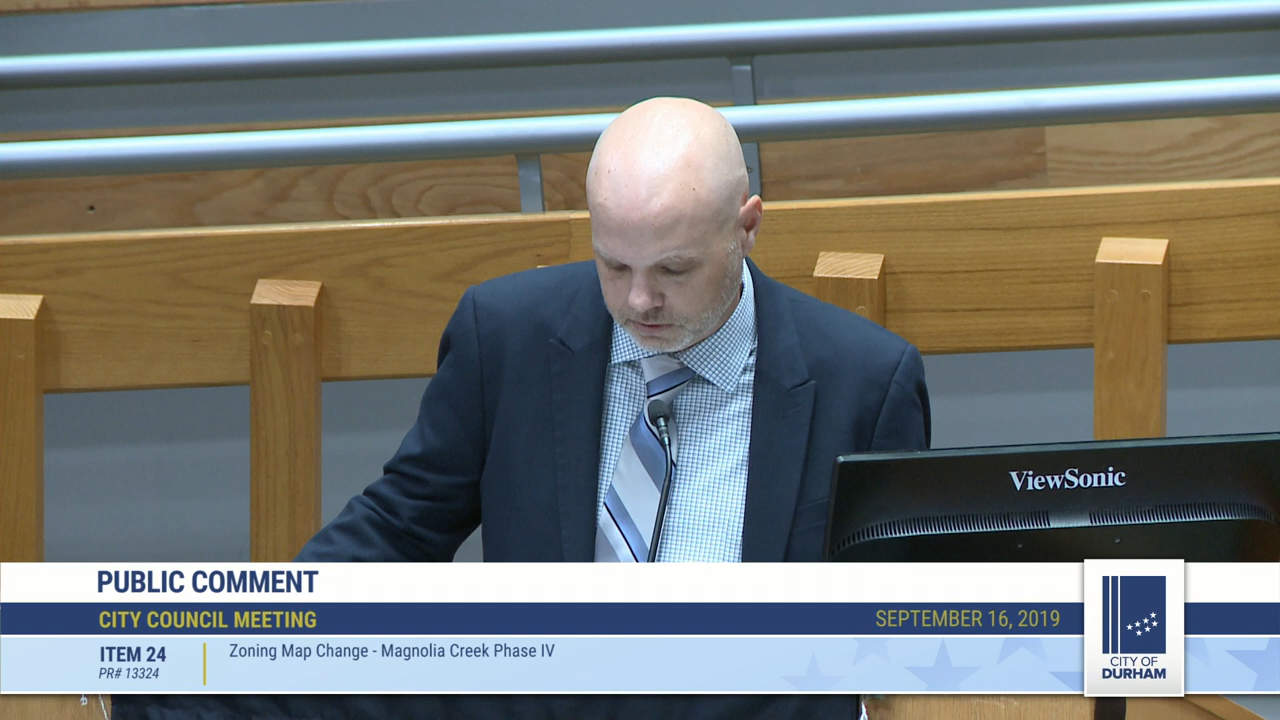 ViewSonic
PUBLIC COMMENT
CITY COUNCIL MEETING
SEPTEMBER 16, 2019
ITEM 24
PR# 13324
Zoning Map Change - Magnolia Creek Phase IV
CITY OF
DURHAM